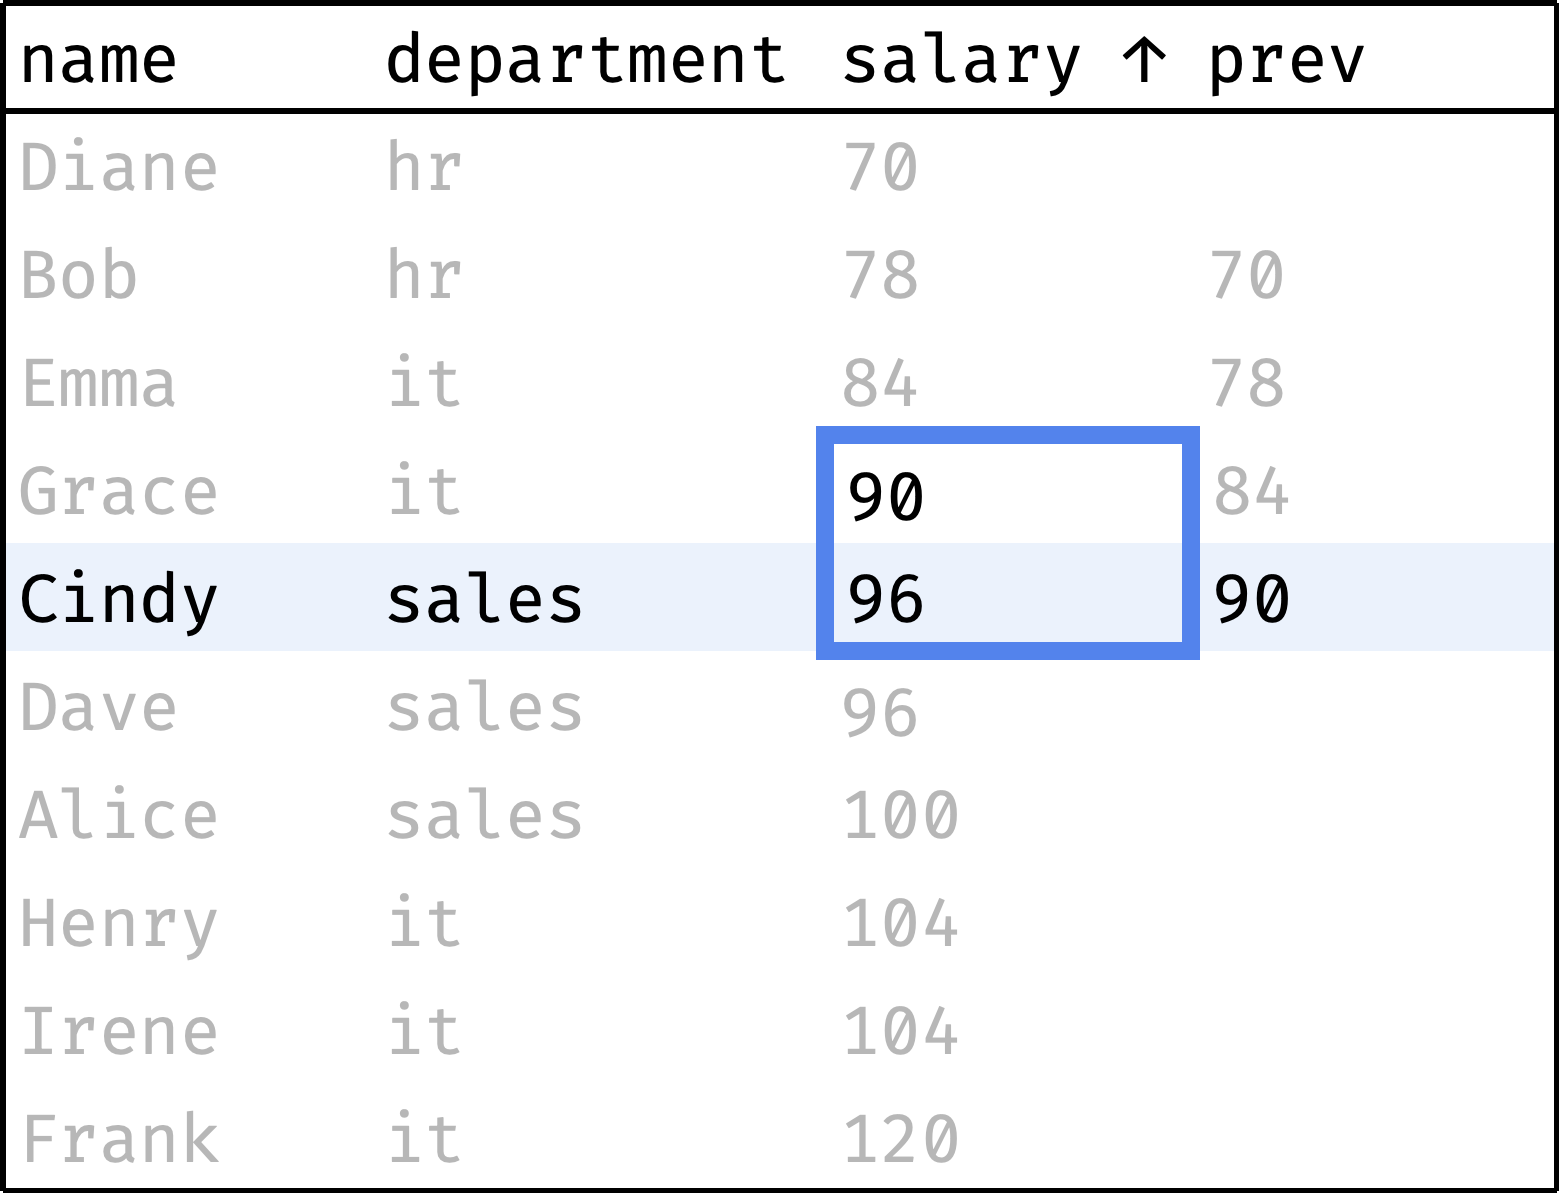 name department salary ↑ prev
Diane hr 70
Bob hr 78 70
Emma it 84 78
Grace it 90 84
Cindy sales 96 90
Dave sales 96
Alice sales 100
Henry it 104
Irene it 104
Frank it 120